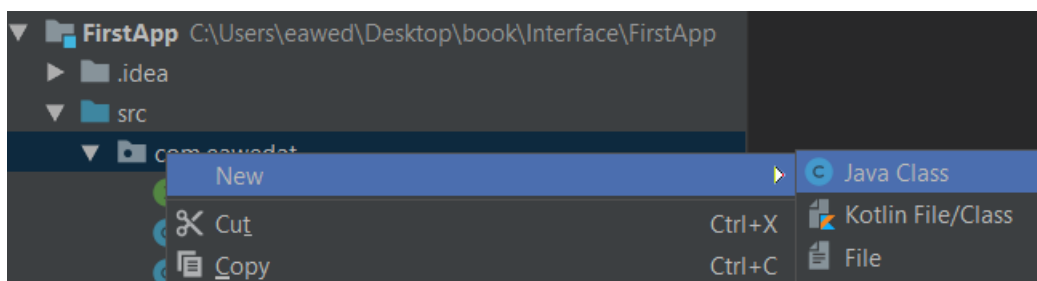 FirstApp C:\Users\eawed\Desktop\book\Interface\FirstApp
.idea
src
New
Java Class
Cut Ctrl+X
Kotlin File/Class
Copy Ctrl+C
File